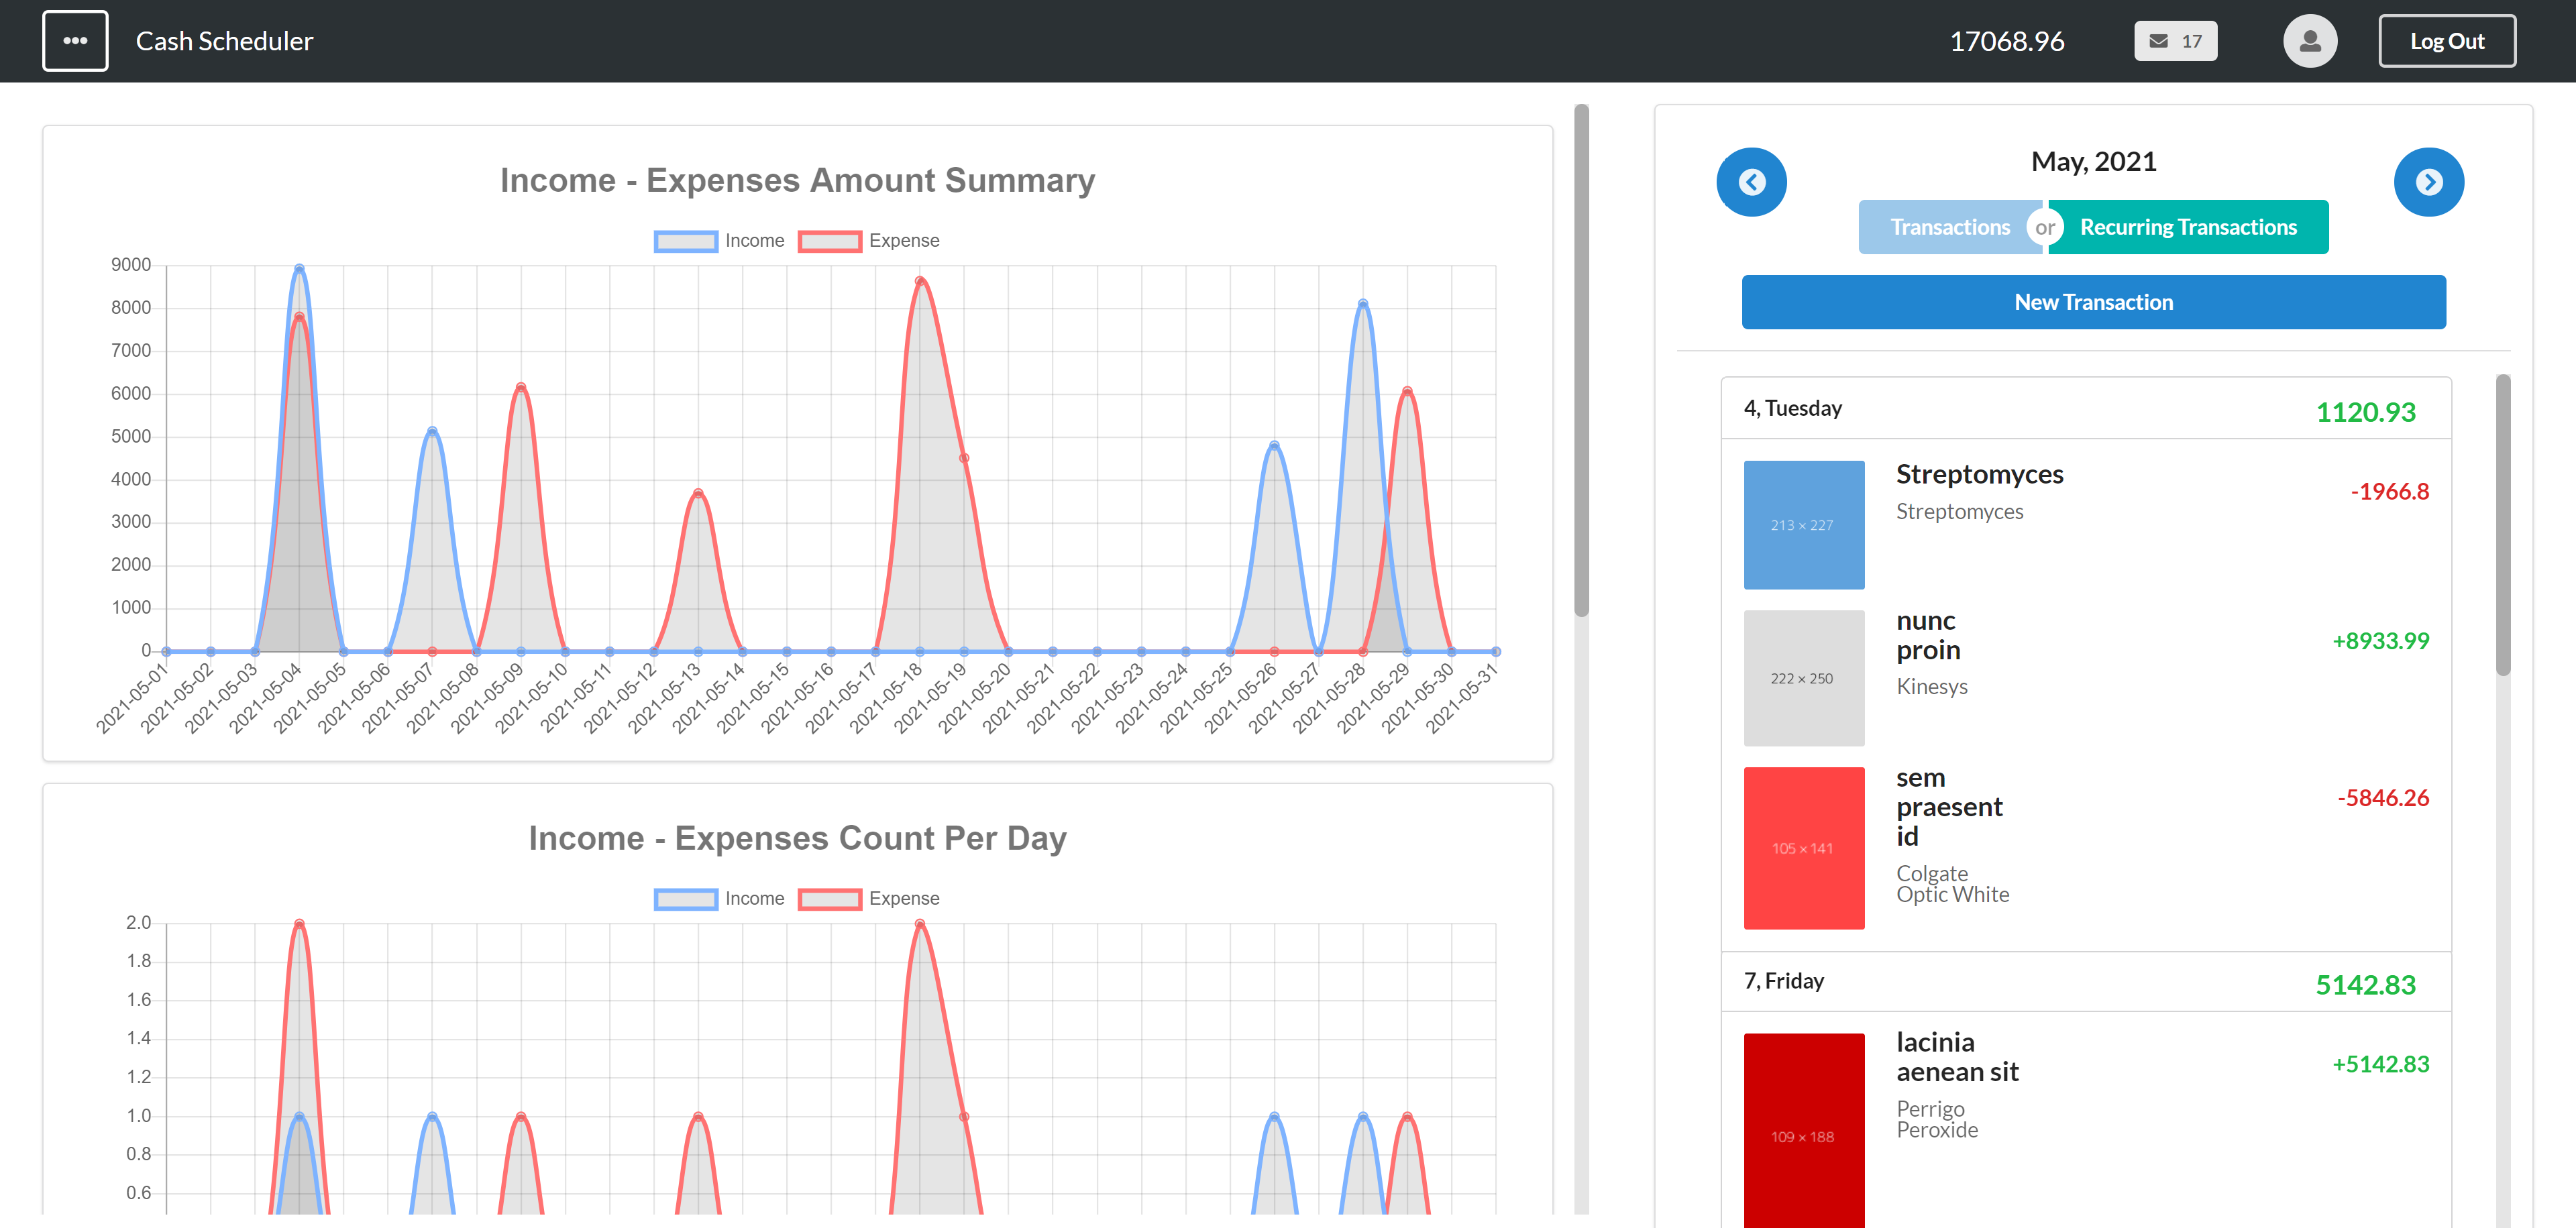 Cash Scheduler
17068.96
17
Log Out
Income - Expenses Amount Summary
Income
Expense
9000
8000
7000
6000
5000
4000
3000
2000
1000
0
2021-05-01
2021-05-02
2021-05-03
2021-05-04
2021-05-05
2021-05-06
2021-05-07
2021-05-08
2021-05-09
2021-05-10
2021-05-11
2021-05-12
2021-05-13
2021-05-14
2021-05-15
2021-05-16
2021-05-17
2021-05-18
2021-05-19
2021-05-20
2021-05-21
2021-05-22
2021-05-23
2021-05-24
2021-05-25
2021-05-26
2021-05-27
2021-05-28
2021-05-29
2021-05-30
2021-05-31
Income - Expenses Count Per Day
Income
Expense
2.0
1.8
1.6
1.4
1.2
1.0
0.8
0.6
May, 2021
Transactions or Recurring Transactions
New Transaction
4, Tuesday
1120.93
213 × 227
Streptomyces
Streptomyces
-1966.8
222 × 250
nunc
proin
Kinesys
+8933.99
105 × 141
sem
praesent
id
Colgate
Optic White
-5846.26
7, Friday
5142.83
109 × 188
lacinia
aenean sit
Perrigo
Peroxide
+5142.83